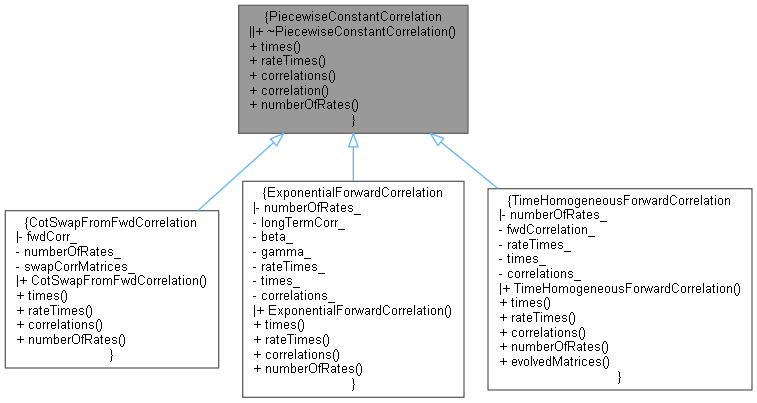 {PiecewiseConstantCorrelation
||+ ~PiecewiseConstantCorrelation()
+ times()
+ rateTimes()
+ correlations()
+ correlation()
+ numberOfRates()
}
{CotSwapFromFwdCorrelation
|- fwdCorr_
- numberOfRates_
- swapCorrMatrices_
|+ CotSwapFromFwdCorrelation()
+ times()
+ rateTimes()
+ correlations()
+ numberOfRates()
}
{ExponentialForwardCorrelation
|- numberOfRates_
- longTermCorr_
- beta_
- gamma_
- rateTimes_
- times_
- correlations_
|+ ExponentialForwardCorrelation()
+ times()
+ rateTimes()
+ correlations()
+ numberOfRates()
}
{TimeHomogeneousForwardCorrelation
|- numberOfRates_
- fwdCorrelation_
- rateTimes_
- times_
- correlations_
|+ TimeHomogeneousForwardCorrelation()
+ times()
+ rateTimes()
+ correlations()
+ numberOfRates()
+ evolvedMatrices()
}